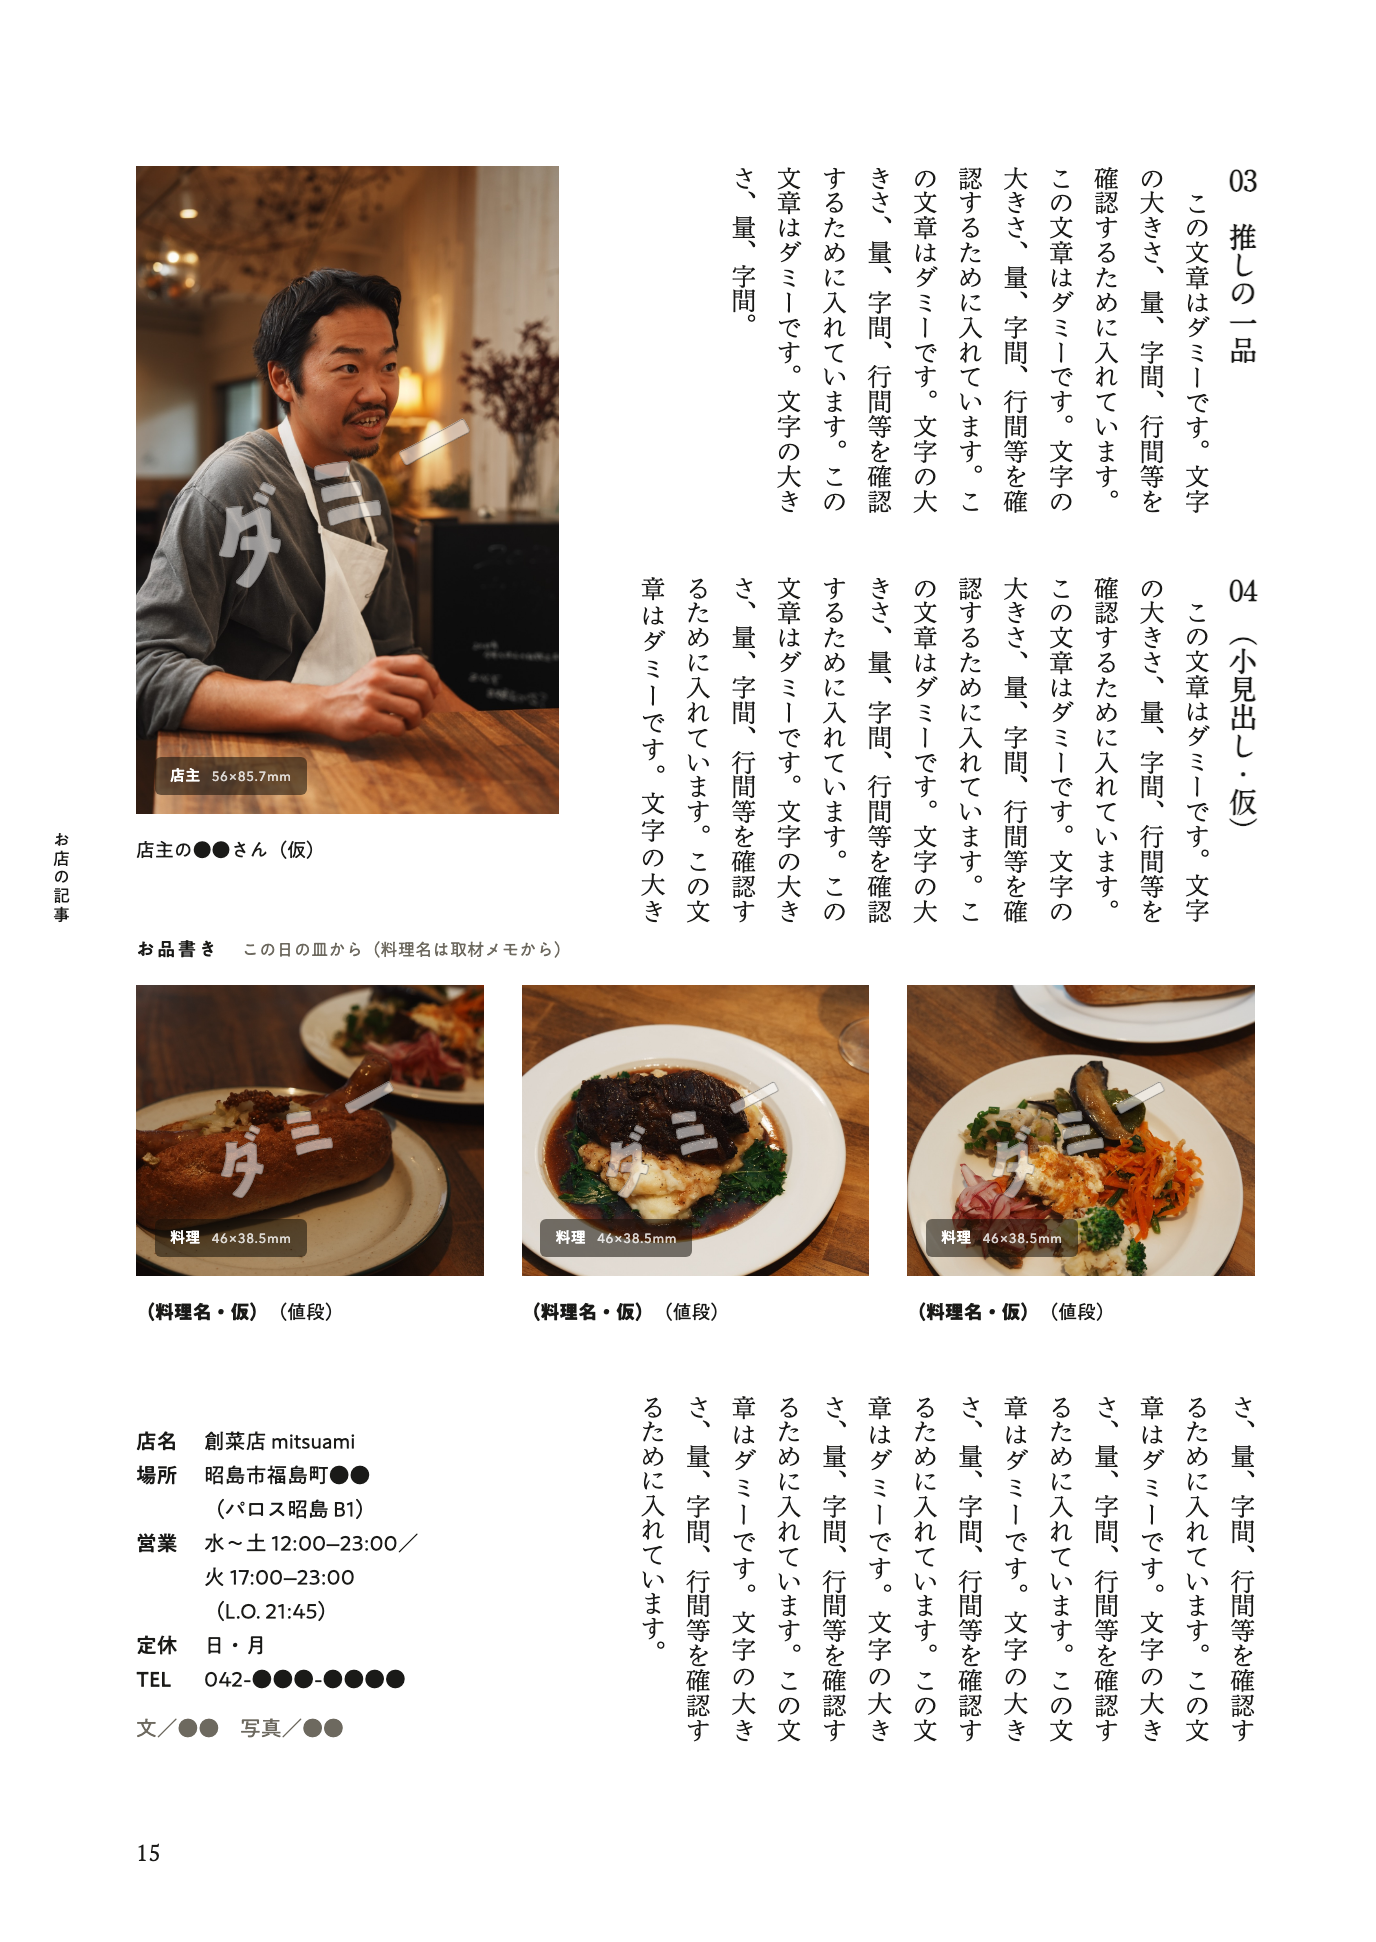 03　推しの一品
　この文章はダミーです。文字
の大きさ、量、字間、行間等を
確認するために入れています。
この文章はダミーです。文字の
大きさ、量、字間、行間等を確
認するために入れています。こ
の文章はダミーです。文字の大
きさ、量、字間、行間等を確認
するために入れています。この
文章はダミーです。文字の大き
さ、量、字間。
04　（小見出し・仮）
　この文章はダミーです。文字
の大きさ、量、字間、行間等を
確認するために入れています。
この文章はダミーです。文字の
大きさ、量、字間、行間等を確
認するために入れています。こ
の文章はダミーです。文字の大
きさ、量、字間、行間等を確認
するために入れています。この
文章はダミーです。文字の大き
さ、量、字間、行間等を確認す
るために入れています。この文
章はダミーです。文字の大き
ダミー
店主 56×85.7mm
店主の●●さん（仮）
お店の記事
お品書き　この日の皿から（料理名は取材メモから）
ダミー
料理 46×38.5mm
（料理名・仮）（値段）
ダミー
料理 46×38.5mm
（料理名・仮）（値段）
ダミー
料理 46×38.5mm
（料理名・仮）（値段）
さ、量、字間、行間等を確認す
るために入れています。この文
章はダミーです。文字の大き
さ、量、字間、行間等を確認す
るために入れています。この文
章はダミーです。文字の大き
さ、量、字間、行間等を確認す
るために入れています。この文
章はダミーです。文字の大き
さ、量、字間、行間等を確認す
るために入れています。この文
章はダミーです。文字の大き
さ、量、字間、行間等を確認す
るために入れています。
店名　創菜店 mitsuami
場所　昭島市福島町●●
（パロス昭島 B1）
営業　水〜土 12:00–23:00／
火 17:00–23:00
（L.O. 21:45）
定休　日・月
TEL　042-●●●-●●●●
文／●●　写真／●●
15